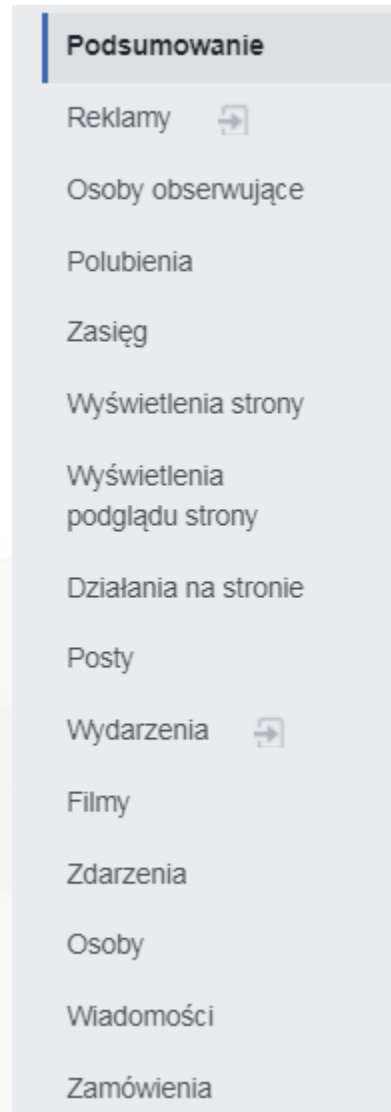 Podsumowanie
Reklamy
Osoby obserwujące
Polubienia
Zasięg
Wyświetlenia strony
Wyświetlenia
podglądu strony
Działania na stronie
Posty
Wydarzenia
Filmy
Zdarzenia
Osoby
Wiadomości
Zamówienia